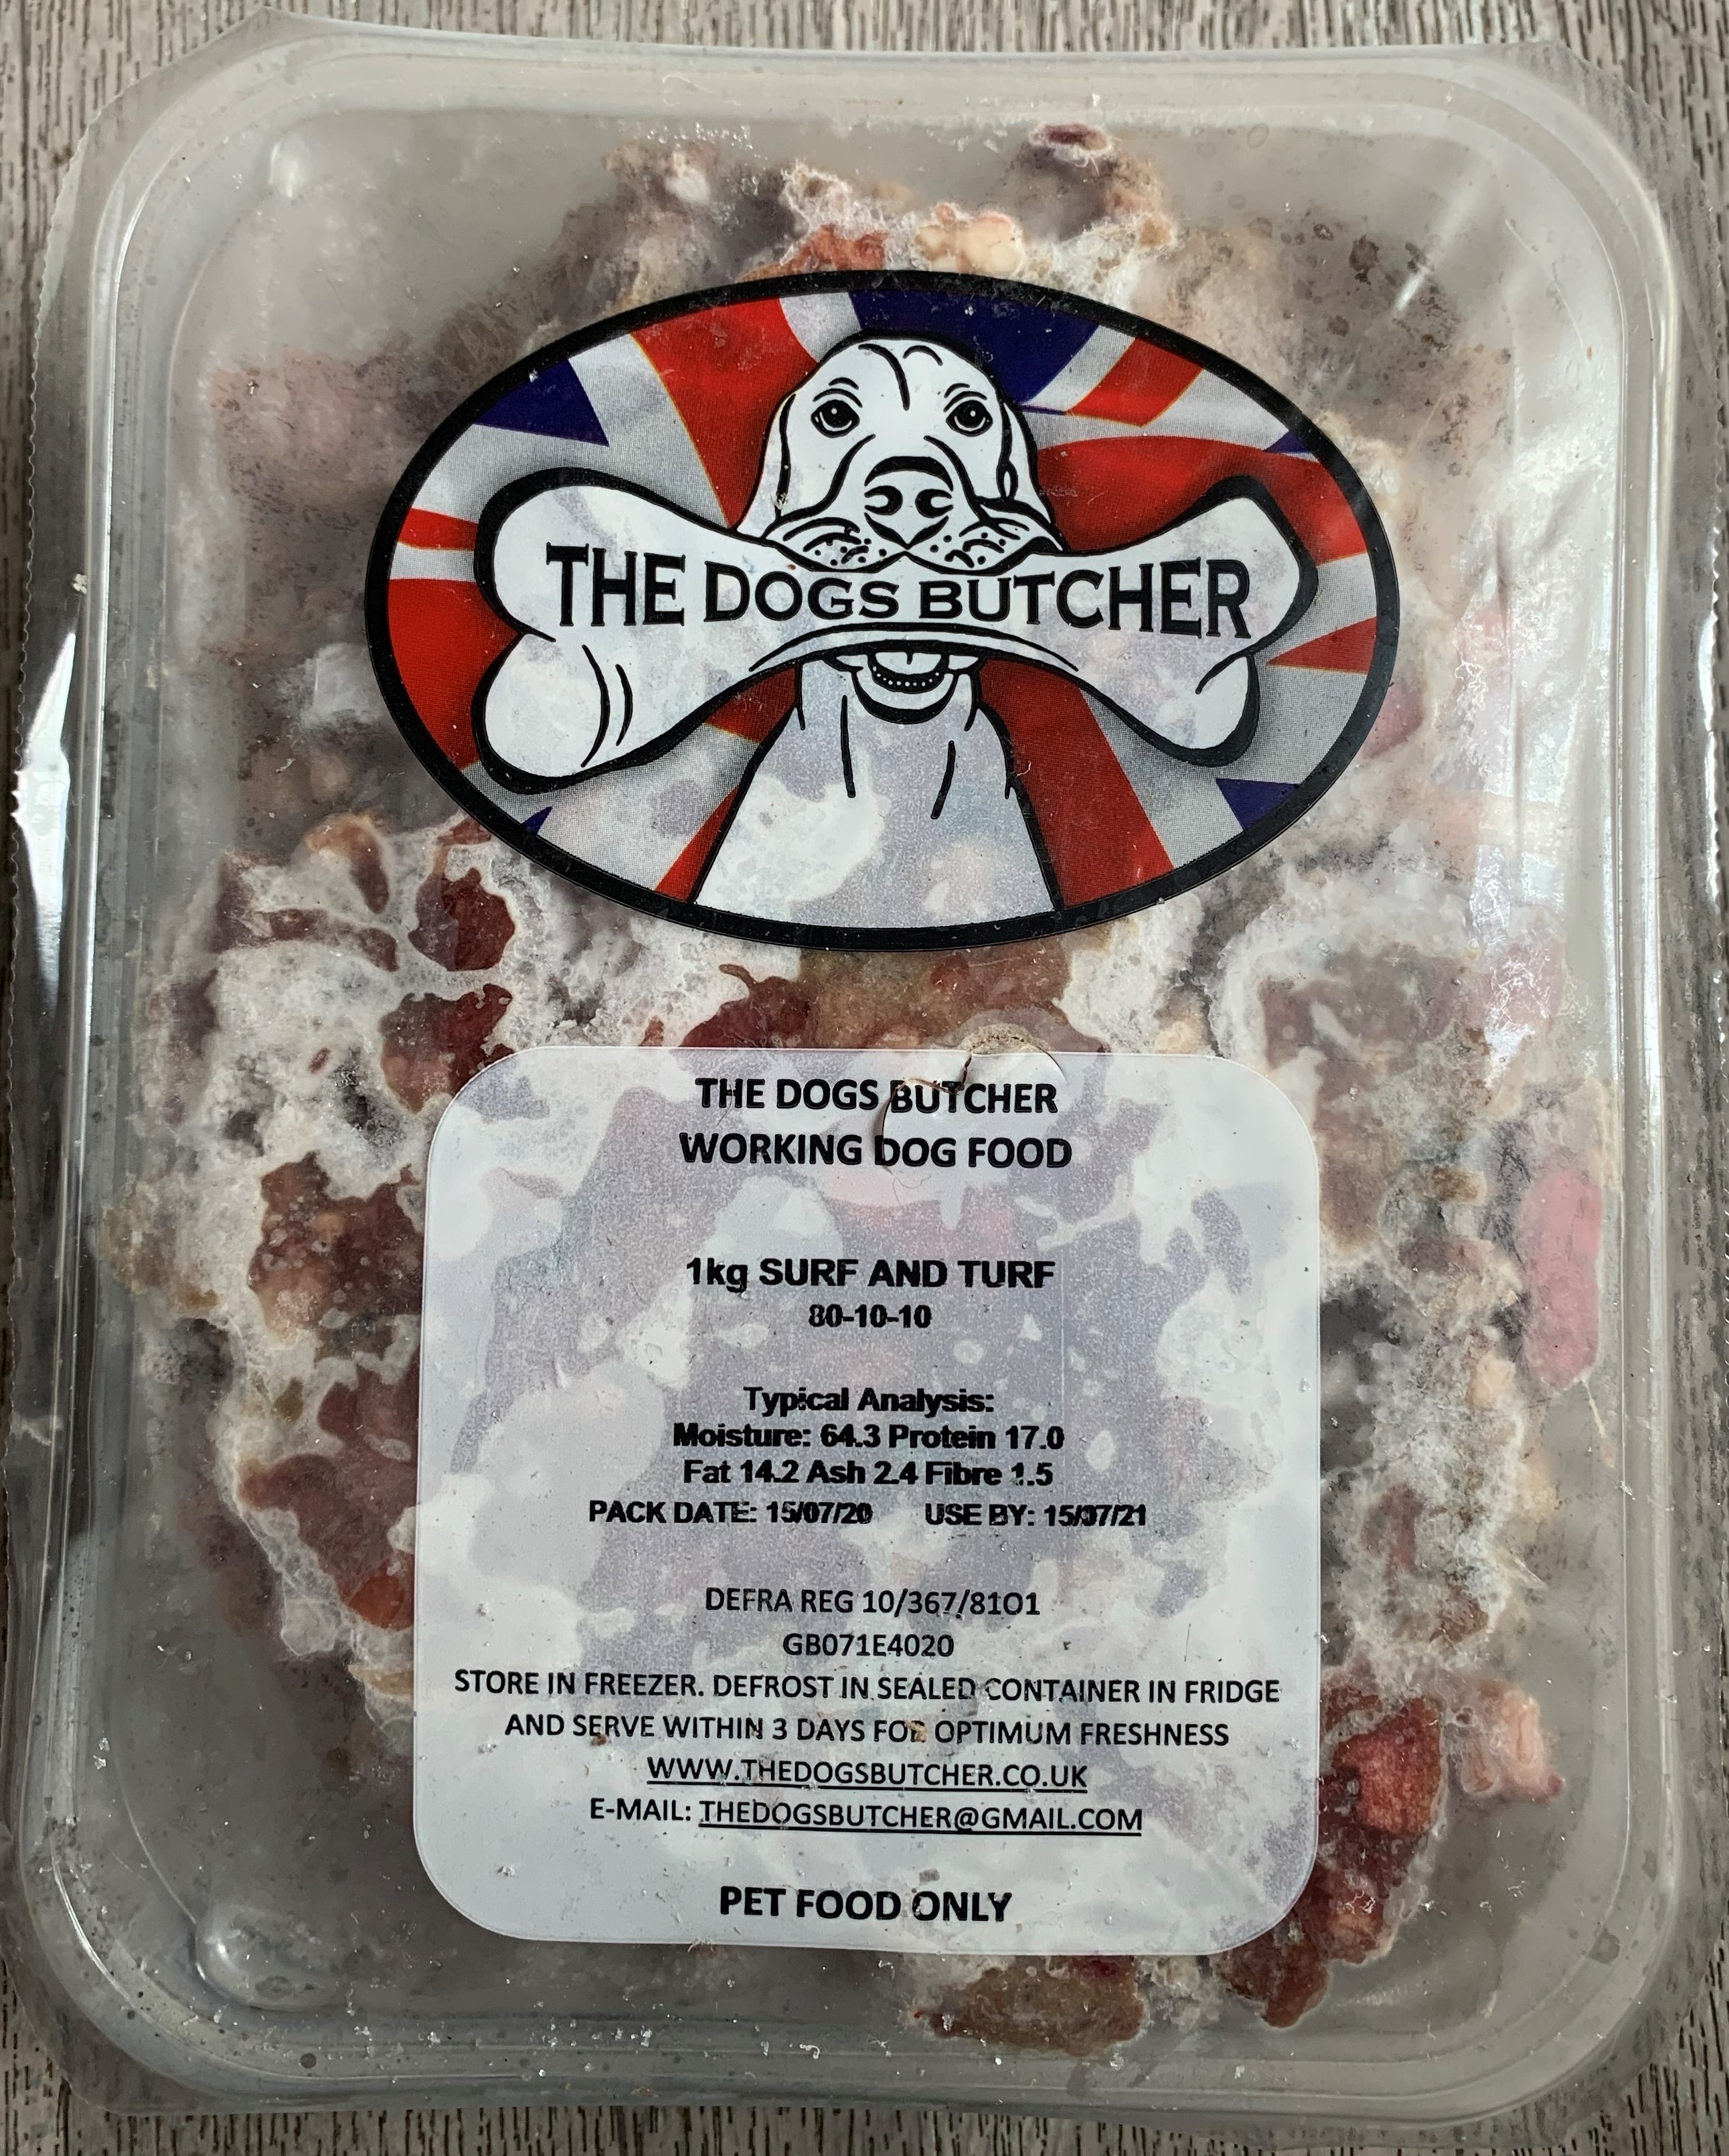 THE DOGS BUTCHER
THE DOGS BUTCHER
WORKING DOG FOOD
1kg SURF AND TURF
80-10-10
Typical Analysis:
Moisture: 64.3 Protein 17.0
Fat 14.2 Ash 2.4 Fibre 1.5
PACK DATE: 15/07/20 USE BY: 15/07/21
DEFRA REG 10/367/81O1
GB071E4020
STORE IN FREEZER. DEFROST IN SEALED CONTAINER IN FRIDGE
AND SERVE WITHIN 3 DAYS FOR OPTIMUM FRESHNESS
WWW.THEDOGSBUTCHER.CO.UK
E-MAIL: THEDOGSBUTCHER@GMAIL.COM
PET FOOD ONLY